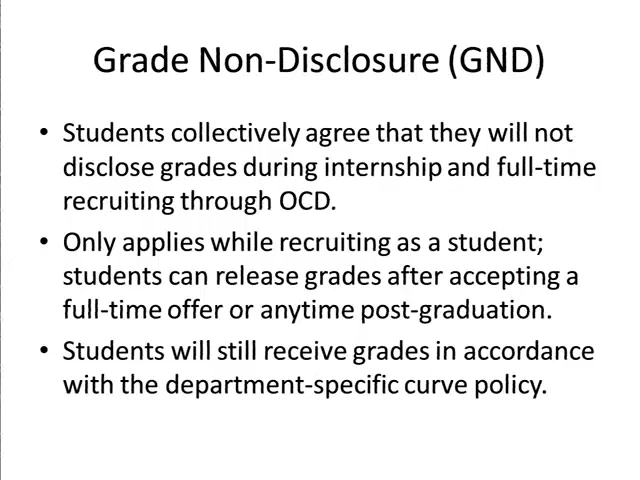 Grade Non-Disclosure (GND)
• Students collectively agree that they will not
disclose grades during internship and full-time
recruiting through OCD.
• Only applies while recruiting as a student;
students can release grades after accepting a
full-time offer or anytime post-graduation.
• Students will still receive grades in accordance
with the department-specific curve policy.